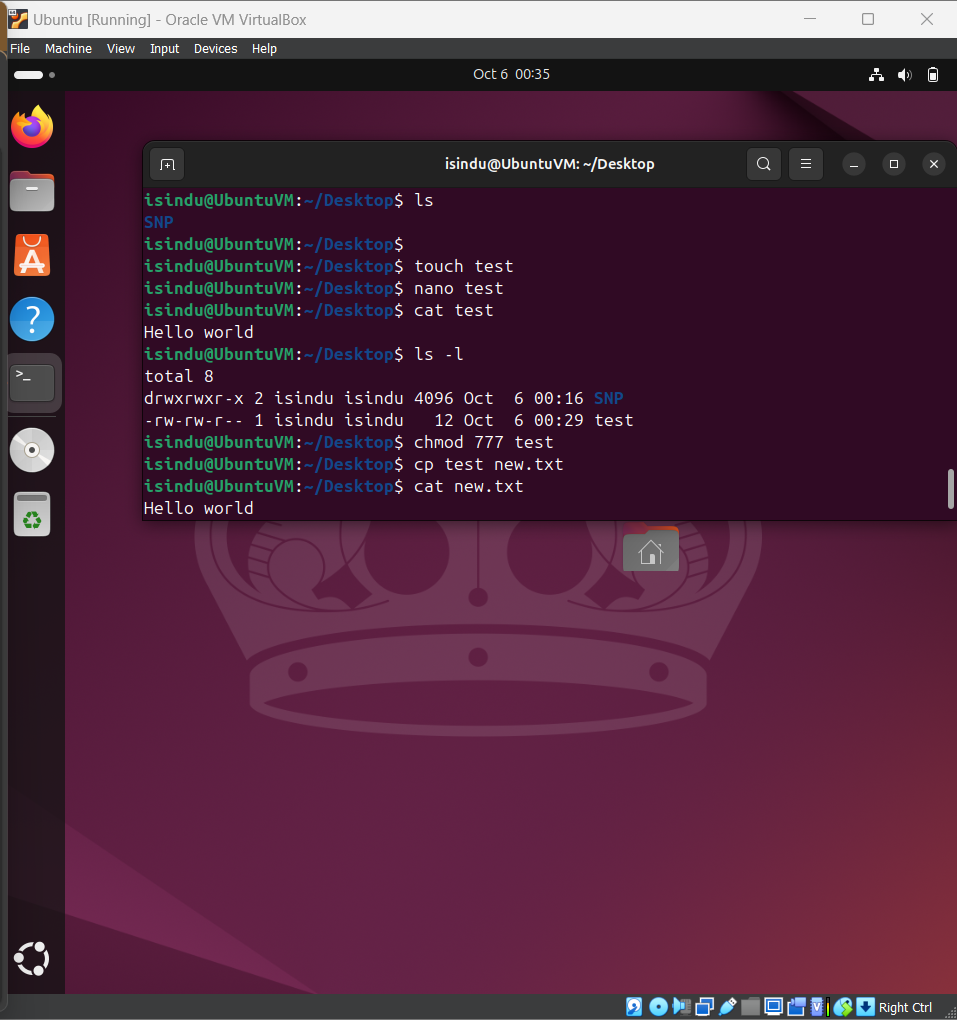 Ubuntu [Running] - Oracle VM VirtualBox
File Machine View Input Devices Help
Oct 6 00:35
isindu@UbuntuVM: ~/Desktop
isindu@UbuntuVM:~/Desktop$ ls
SNP
isindu@UbuntuVM:~/Desktop$
isindu@UbuntuVM:~/Desktop$ touch test
isindu@UbuntuVM:~/Desktop$ nano test
isindu@UbuntuVM:~/Desktop$ cat test
Hello world
isindu@UbuntuVM:~/Desktop$ ls -l
total 8
drwxrwxr-x 2 isindu isindu 4096 Oct  6 00:16 SNP
-rw-rw-r-- 1 isindu isindu   12 Oct  6 00:29 test
isindu@UbuntuVM:~/Desktop$ chmod 777 test
isindu@UbuntuVM:~/Desktop$ cp test new.txt
isindu@UbuntuVM:~/Desktop$ cat new.txt
Hello world
Right Ctrl